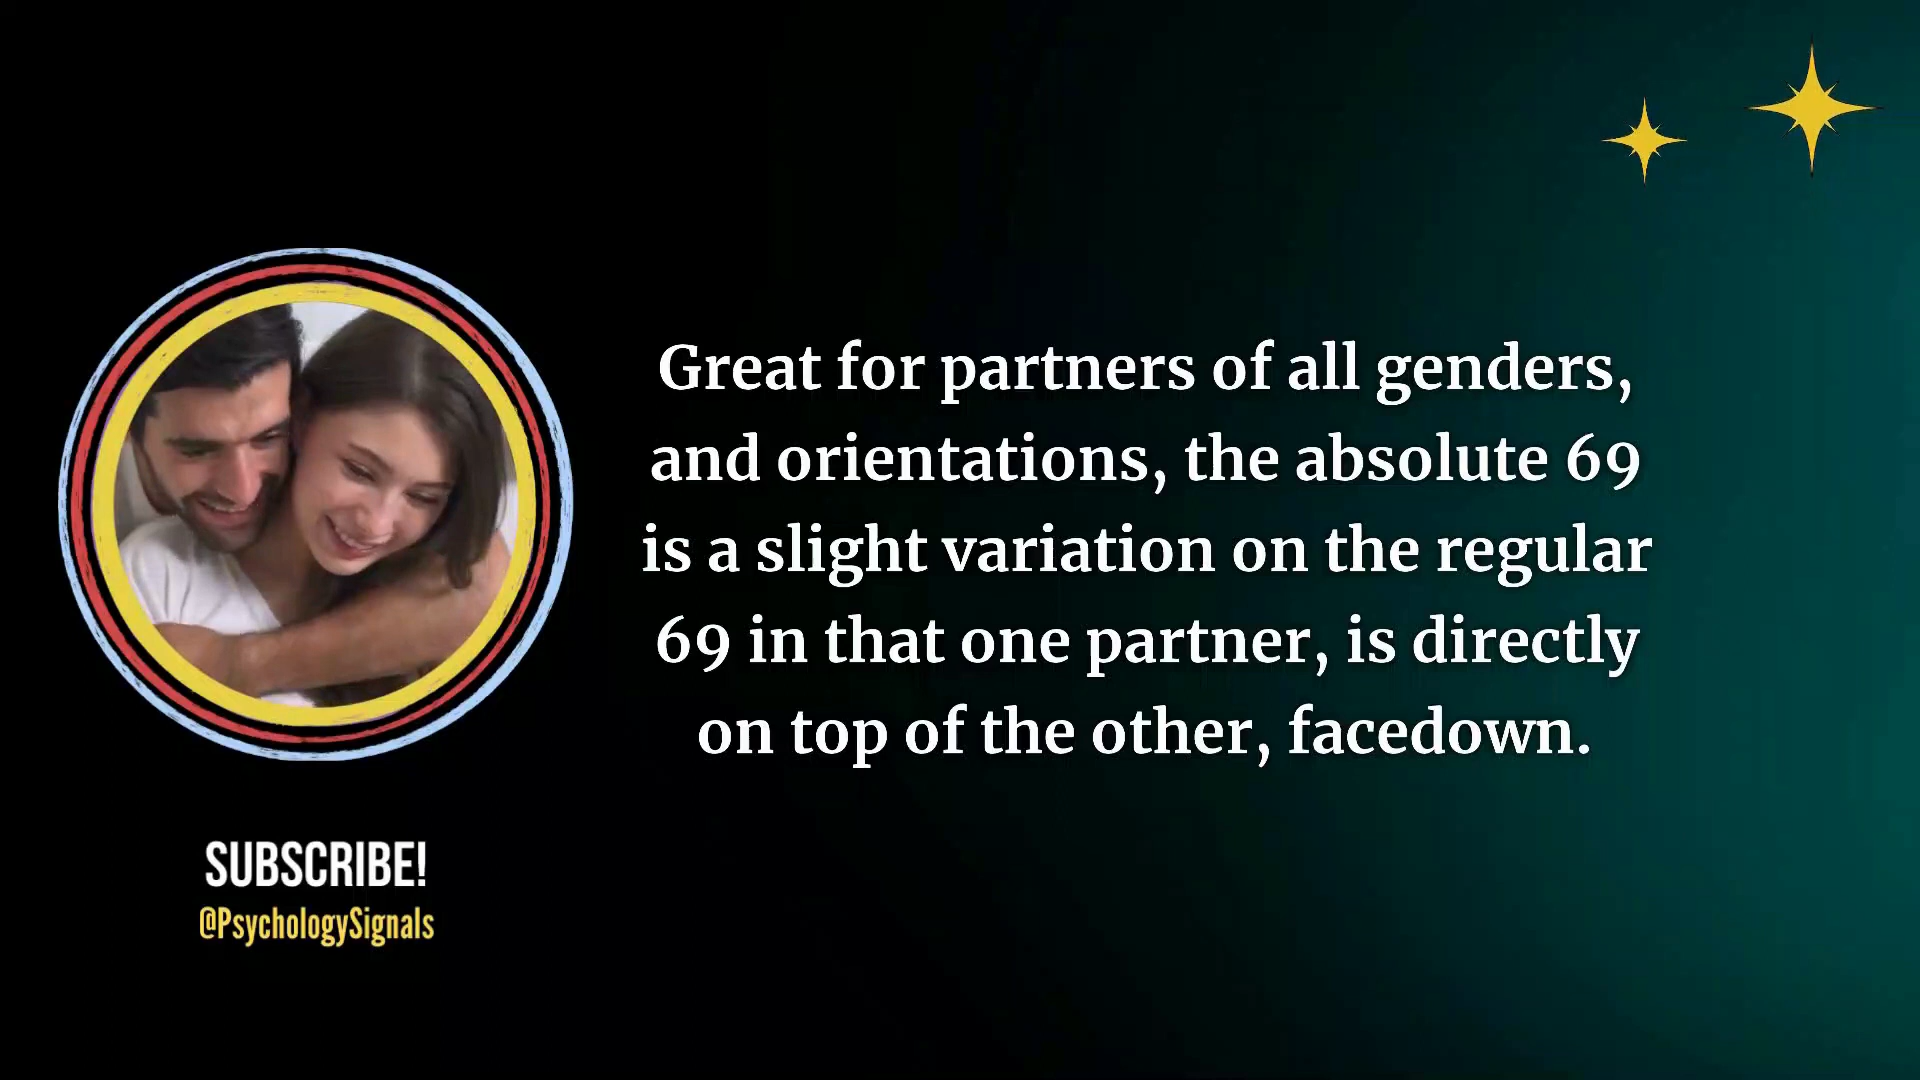 Great for partners of all genders,
and orientations, the absolute 69
is a slight variation on the regular
69 in that one partner, is directly
on top of the other, facedown.
SUBSCRIBE!
@PsychologySignals